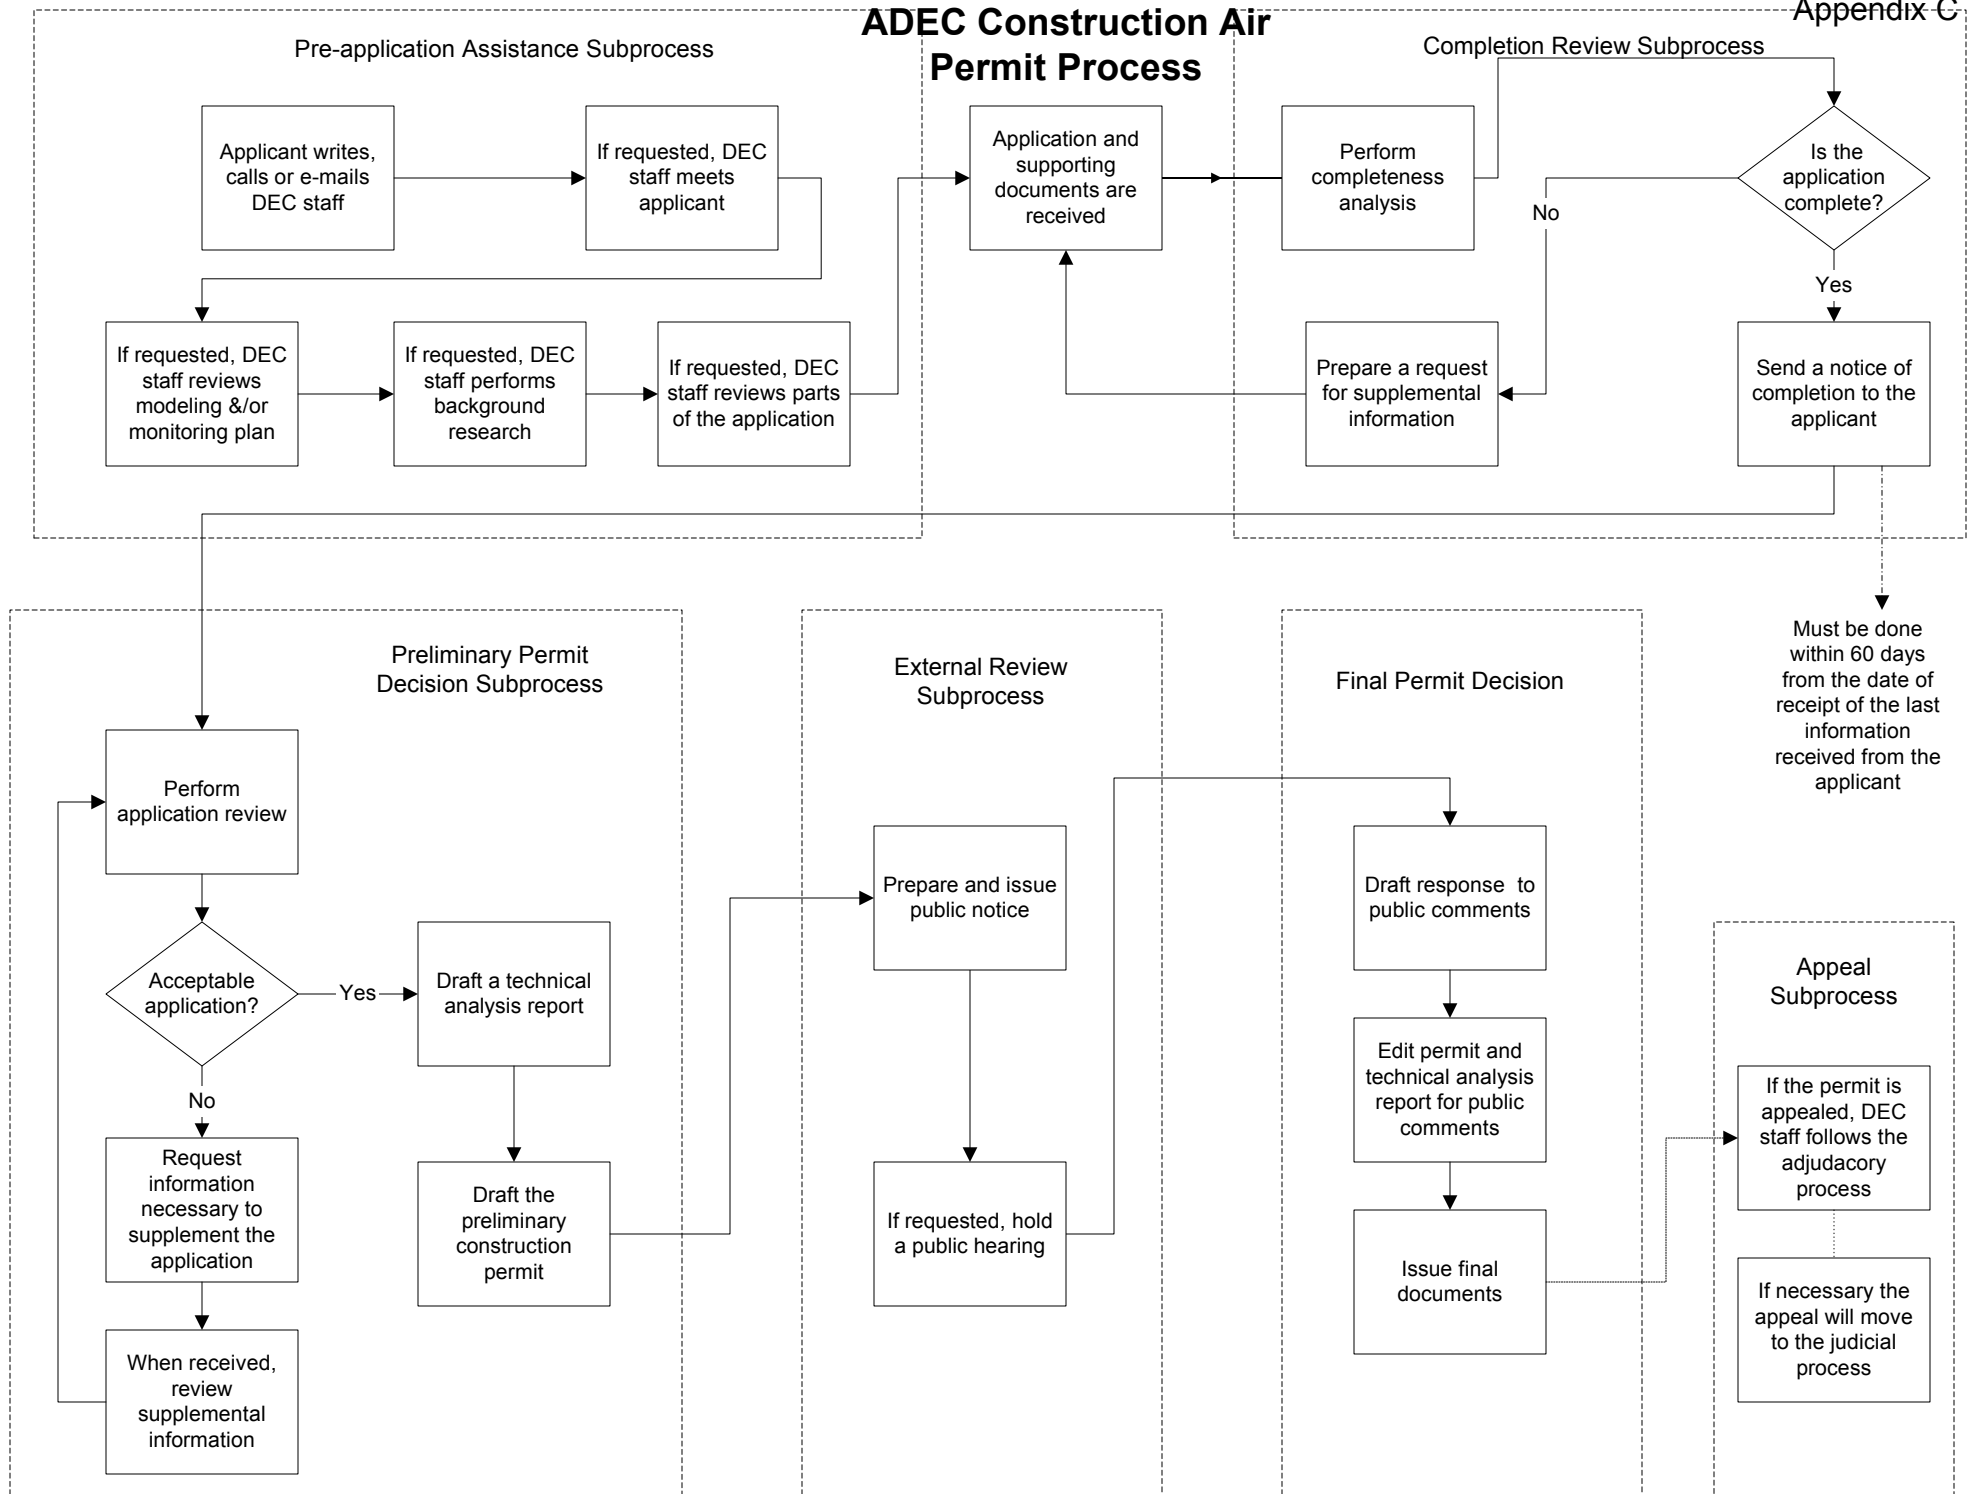 Appendix C
ADEC Construction Air
Permit Process
Pre-application Assistance Subprocess
Applicant writes,
calls or e-mails
DEC staff
If requested, DEC
staff meets
applicant
If requested, DEC
staff reviews
modeling &/or
monitoring plan
If requested, DEC
staff performs
background
research
If requested, DEC
staff reviews parts
of the application
Application and
supporting
documents are
received
Completion Review Subprocess
Perform
completeness
analysis
Is the
application
complete?
No
Yes
Prepare a request
for supplemental
information
Send a notice of
completion to the
applicant
Must be done
within 60 days
from the date of
receipt of the last
information
received from the
applicant
Preliminary Permit
Decision Subprocess
Perform
application review
Acceptable
application?
Yes
No
Draft a technical
analysis report
Request
information
necessary to
supplement the
application
Draft the
preliminary
construction
permit
When received,
review
supplemental
information
External Review
Subprocess
Prepare and issue
public notice
If requested, hold
a public hearing
Final Permit Decision
Draft response  to
public comments
Edit permit and
technical analysis
report for public
comments
Issue final
documents
Appeal
Subprocess
If the permit is
appealed, DEC
staff follows the
adjudacory
process
If necessary the
appeal will move
to the judicial
process